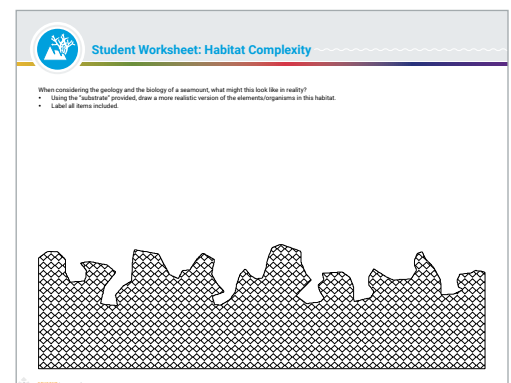 Student Worksheet: Habitat Complexity
When considering the geology and the biology of a seamount, what might this look like in reality?
• Using the "substrate" provided, draw a more realistic version of the elements/organisms in this habitat.
• Label all items included.